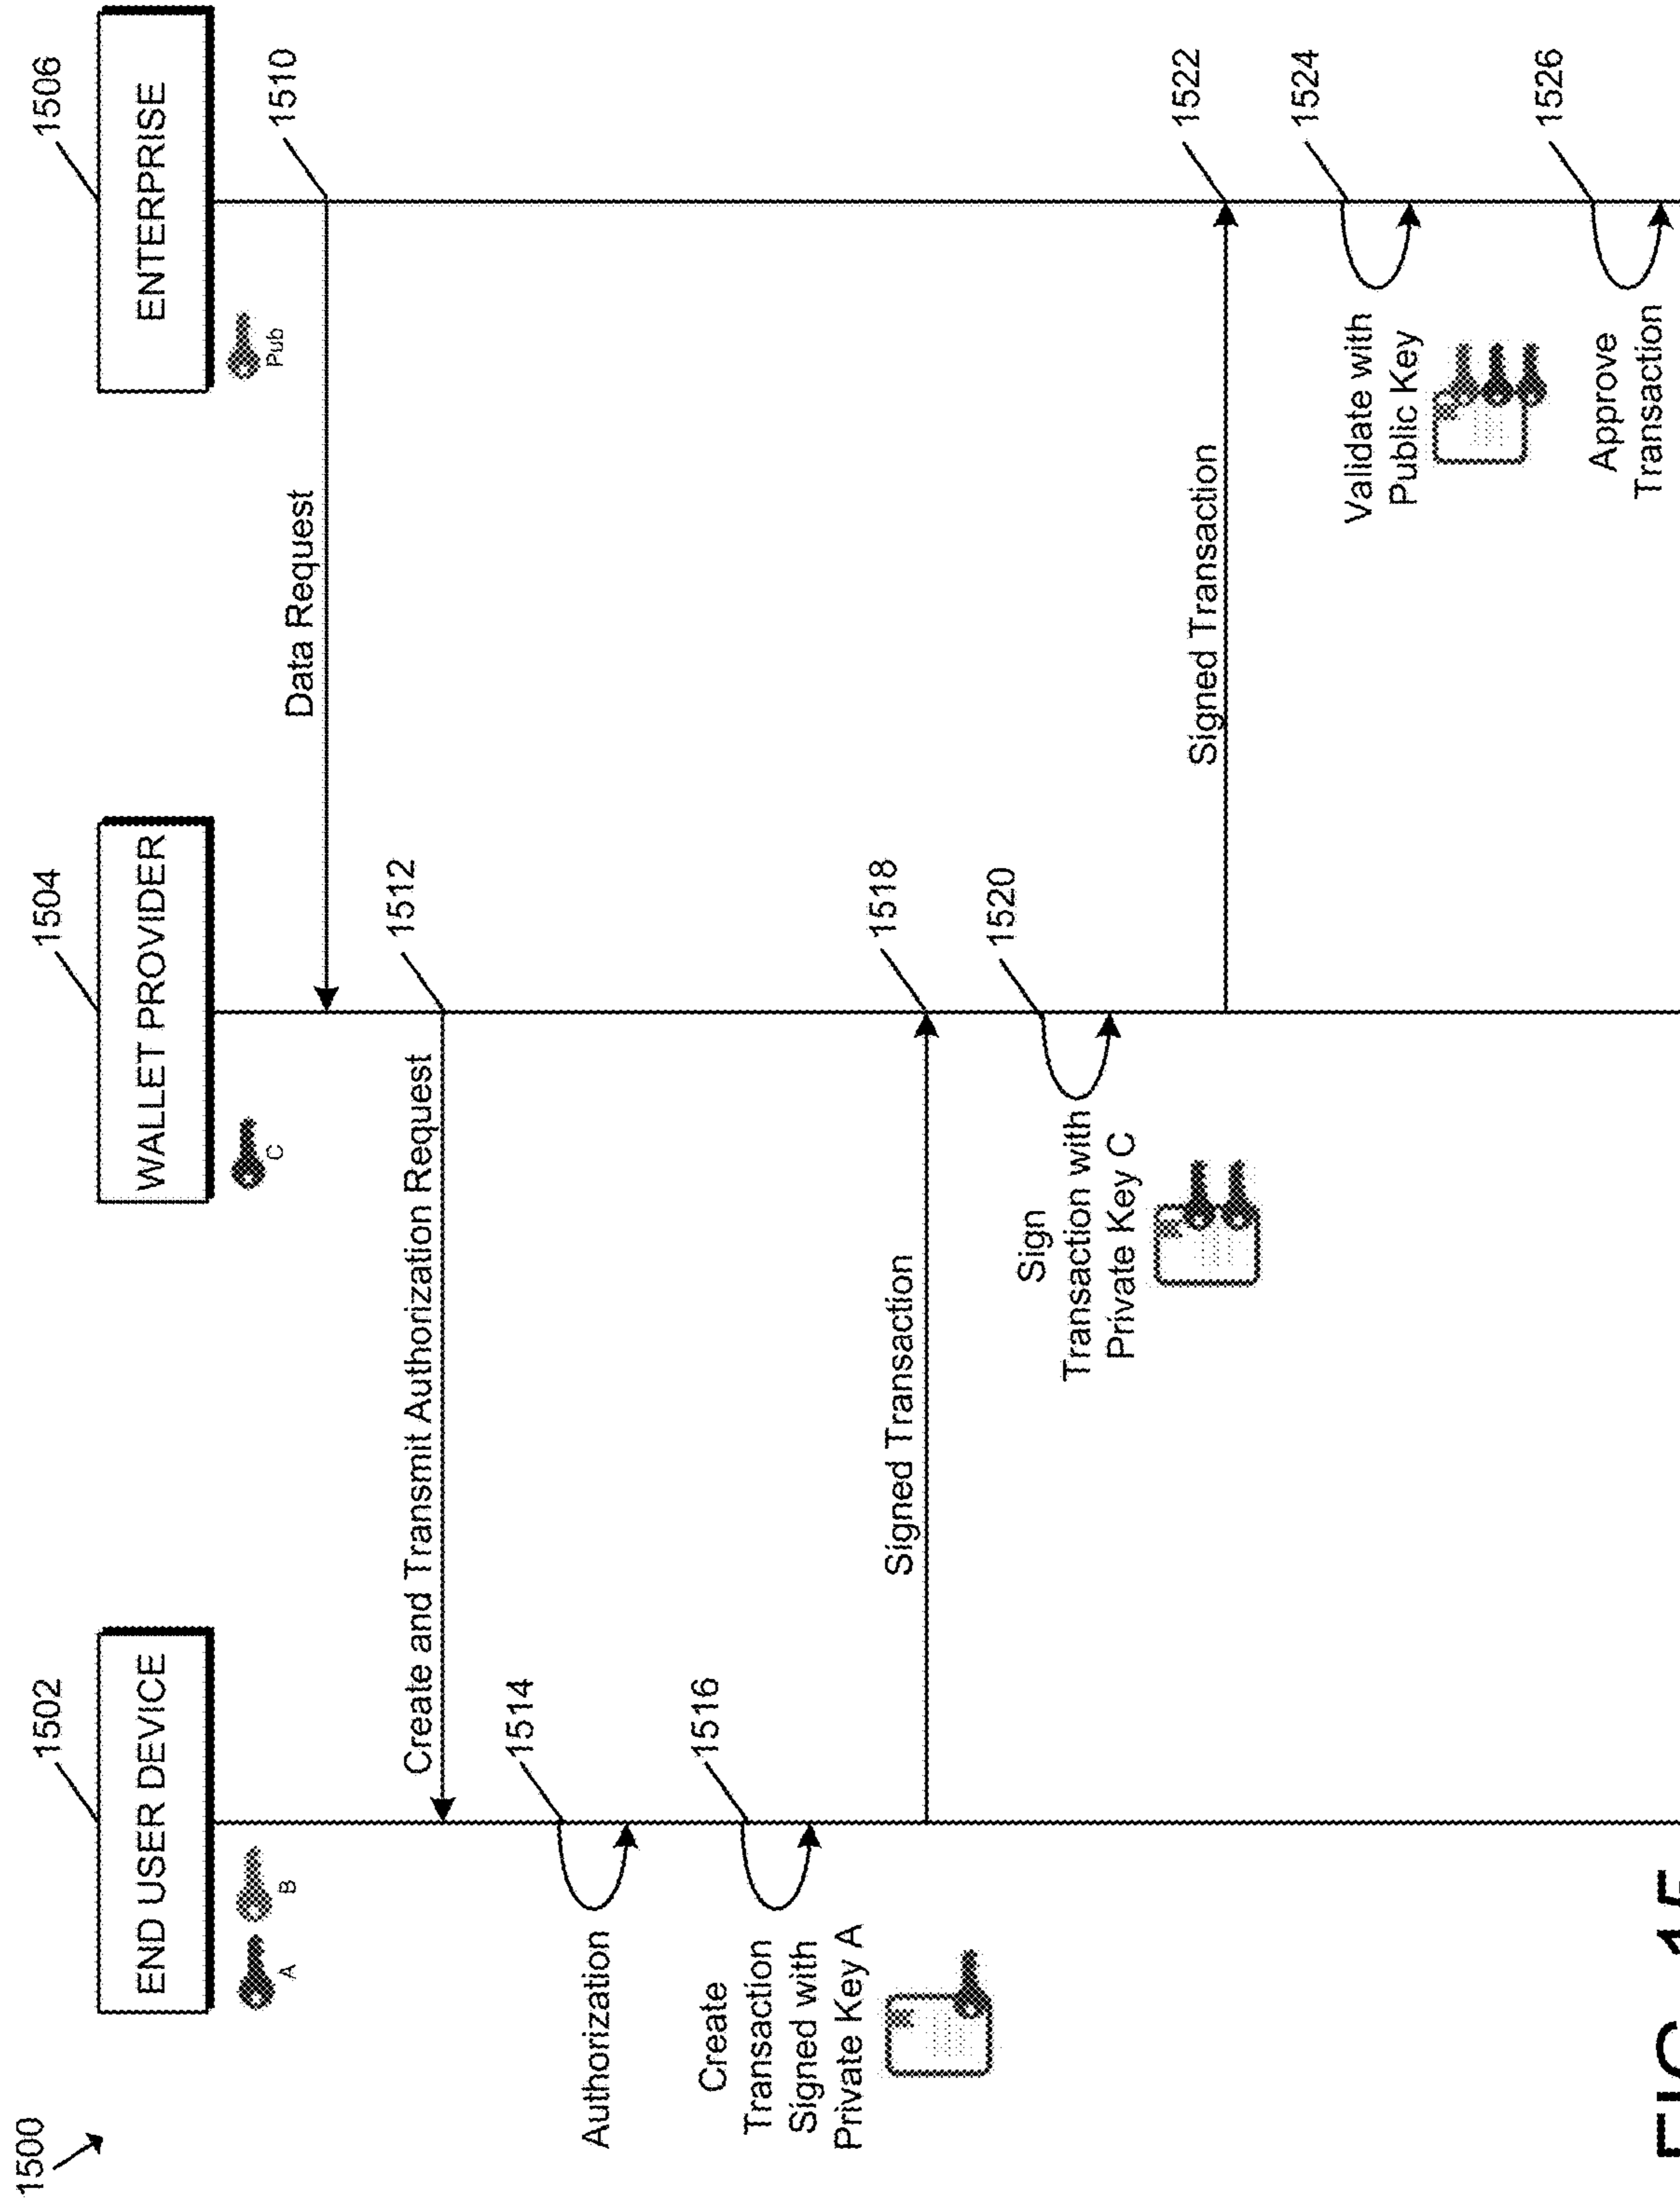 1500
1502
END USER DEVICE
A
B
1504
WALLET PROVIDER
C
1506
ENTERPRISE
Pub
1510
Data Request
1512
Create and Transmit Authorization Request
1514
Authorization
1516
Create
Transaction
Signed with
Private Key A
1518
Signed Transaction
1520
Sign
Transaction with
Private Key C
1522
Signed Transaction
1524
Validate with
Public Key
1526
Approve
Transaction
FIG. 15